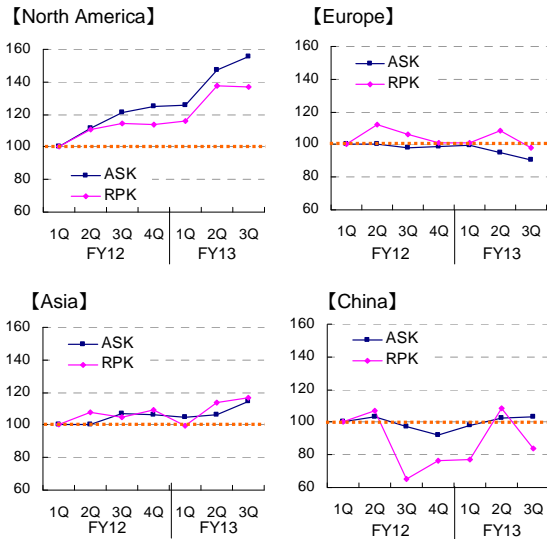 【North America】
160
140
120
100
80
60
ASK
RPK
1Q 2Q 3Q 4Q 1Q 2Q 3Q
FY12 FY13
【Europe】
160
140
120
100
80
60
ASK
RPK
1Q 2Q 3Q 4Q 1Q 2Q 3Q
FY12 FY13
【Asia】
160
140
120
100
80
60
ASK
RPK
1Q 2Q 3Q 4Q 1Q 2Q 3Q
FY12 FY13
【China】
160
140
120
100
80
60
ASK
RPK
1Q 2Q 3Q 4Q 1Q 2Q 3Q
FY12 FY13